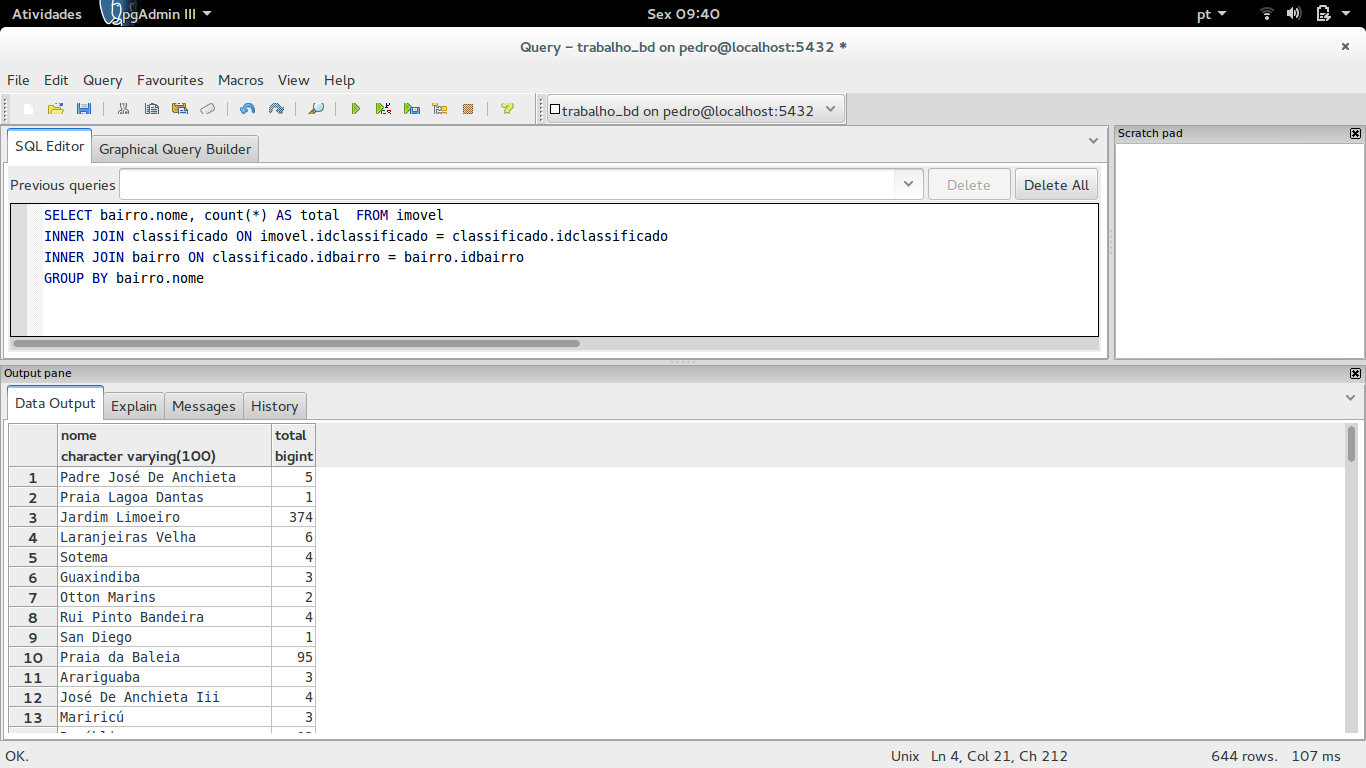 Atividades pgAdmin III Sex 09:40 pt
Query - trabalho_bd on pedro@localhost:5432 *
File Edit Query Favourites Macros View Help
trabalho_bd on pedro@localhost:5432
SQL Editor Graphical Query Builder
Scratch pad
Previous queries Delete Delete All
SELECT bairro.nome, count(*) AS total  FROM imovel
INNER JOIN classificado ON imovel.idclassificado = classificado.idclassificado
INNER JOIN bairro ON classificado.idbairro = bairro.idbairro
GROUP BY bairro.nome
Output pane
Data Output Explain Messages History
nome total
character varying(100) bigint
1 Padre José De Anchieta 5
2 Praia Lagoa Dantas 1
3 Jardim Limoeiro 374
4 Laranjeiras Velha 6
5 Sotema 4
6 Guaxindiba 3
7 Otton Marins 2
8 Rui Pinto Bandeira 4
9 San Diego 1
10 Praia da Baleia 95
11 Arariguaba 3
12 José De Anchieta Iii 4
13 Mariricú 3
OK. Unix Ln 4, Col 21, Ch 212 644 rows. 107 ms